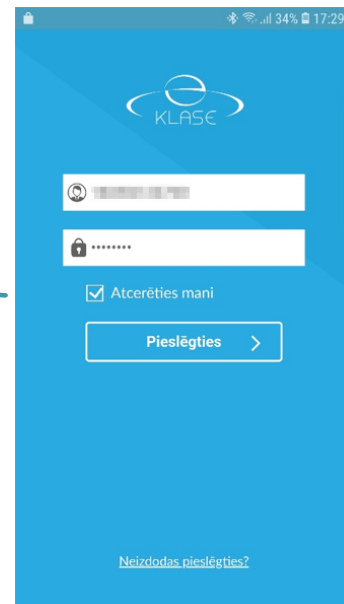 34% 17:29
KLASE
••••••••
Atcerēties mani
Pieslēgties
Neizdodas pieslēgties?